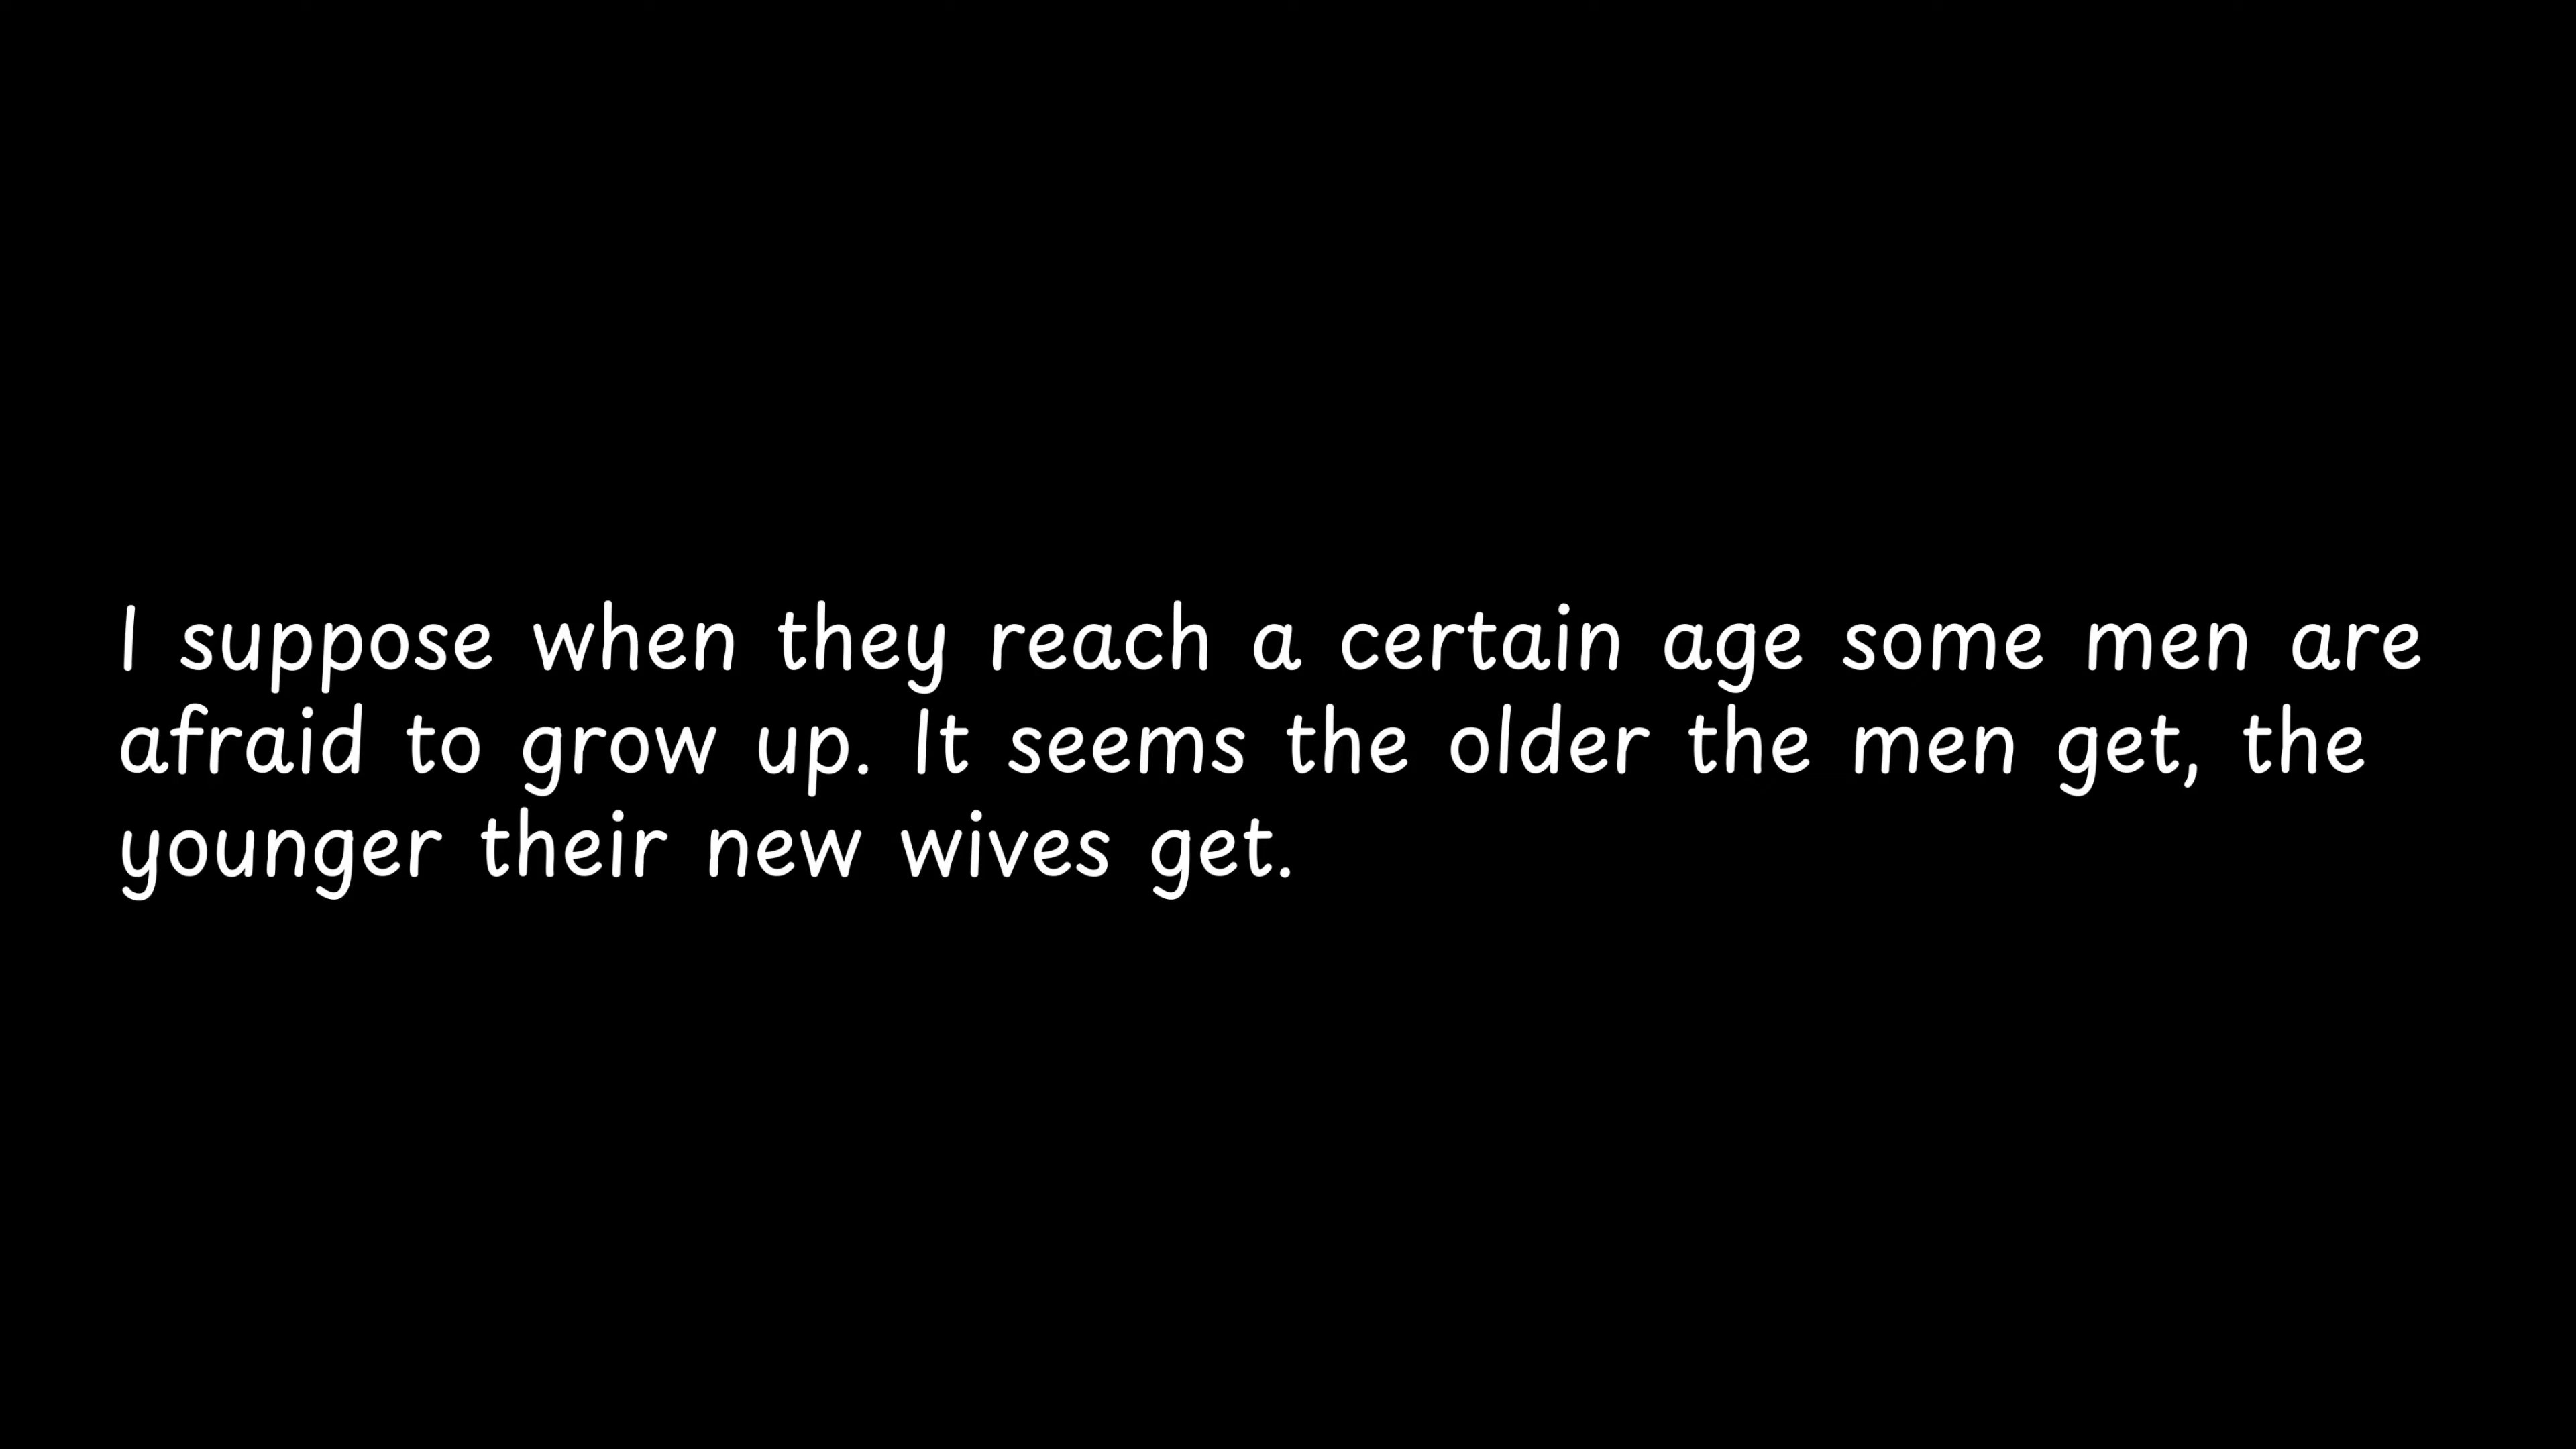 I suppose when they reach a certain age some men are
afraid to grow up. It seems the older the men get, the
younger their new wives get.